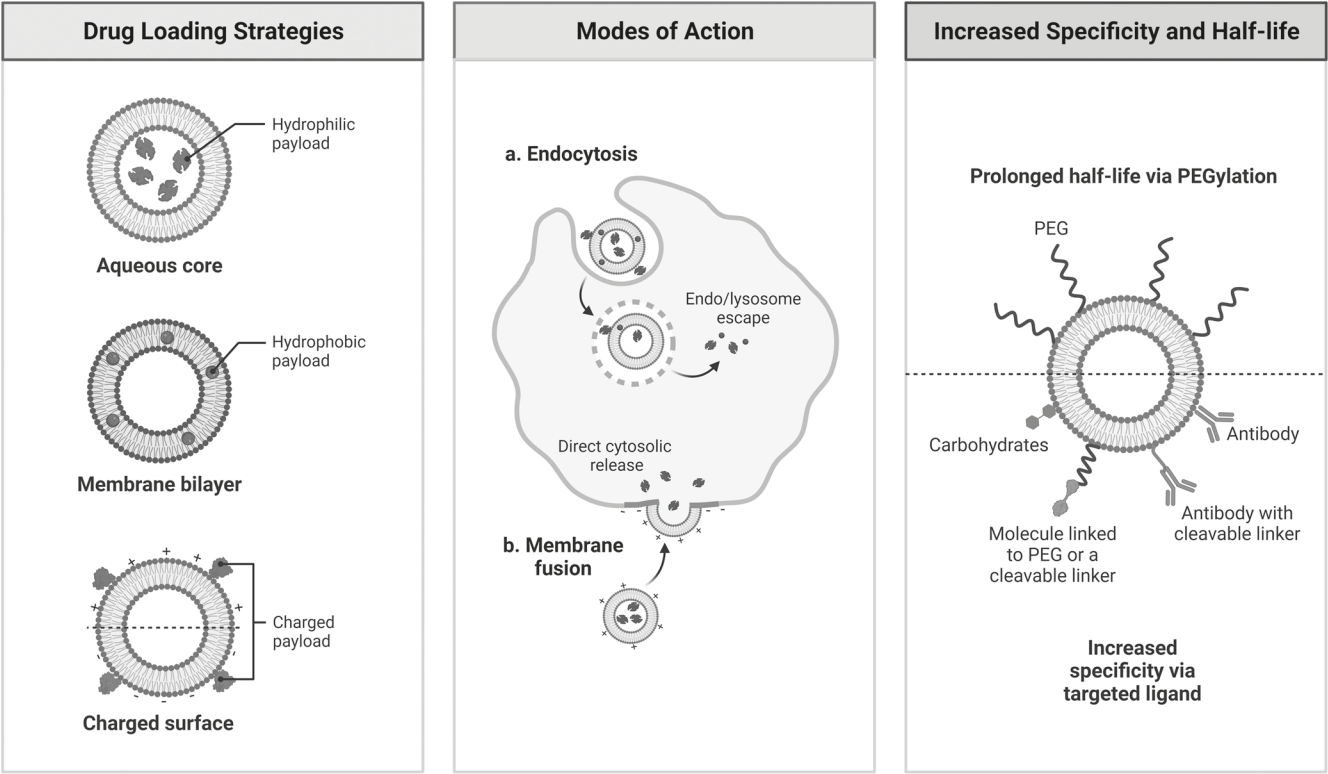 Drug Loading Strategies
Hydrophilic
payload
Aqueous core
Hydrophobic
payload
Membrane bilayer
Charged
payload
Charged surface
Modes of Action
a. Endocytosis
Endo/lysosome
escape
Direct cytosolic
release
b. Membrane
fusion
Increased Specificity and Half-life
Prolonged half-life via PEGylation
PEG
Carbohydrates
Antibody
Antibody with
cleavable linker
Molecule linked
to PEG or a
cleavable linker
Increased
specificity via
targeted ligand